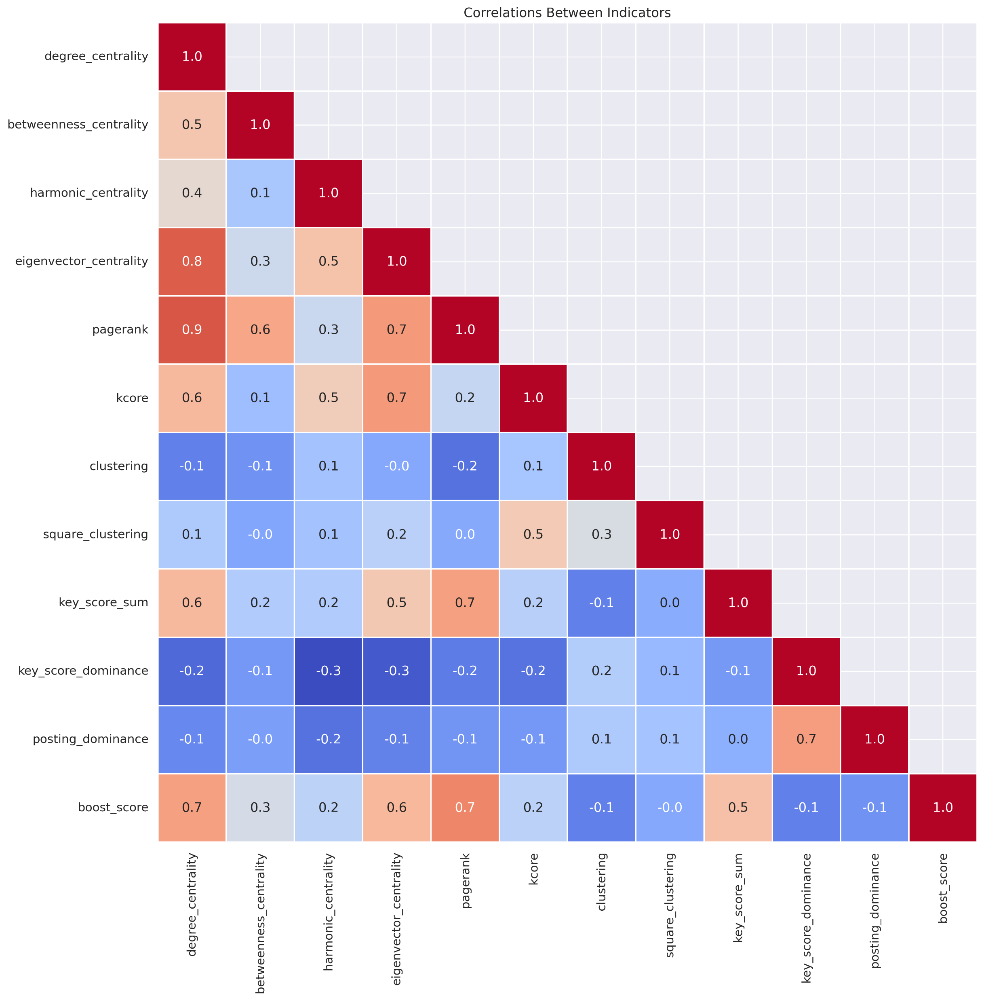 Correlations Between Indicators
degree_centrality 1.0
betweenness_centrality 0.5 1.0
harmonic_centrality 0.4 0.1 1.0
eigenvector_centrality 0.8 0.3 0.5 1.0
pagerank 0.9 0.6 0.3 0.7 1.0
kcore 0.6 0.1 0.5 0.7 0.2 1.0
clustering -0.1 -0.1 0.1 -0.0 -0.2 0.1 1.0
square_clustering 0.1 -0.0 0.1 0.2 0.0 0.5 0.3 1.0
key_score_sum 0.6 0.2 0.2 0.5 0.7 0.2 -0.1 0.0 1.0
key_score_dominance -0.2 -0.1 -0.3 -0.3 -0.2 -0.2 0.2 0.1 -0.1 1.0
posting_dominance -0.1 -0.0 -0.2 -0.1 -0.1 -0.1 0.1 0.1 0.0 0.7 1.0
boost_score 0.7 0.3 0.2 0.6 0.7 0.2 -0.1 -0.0 0.5 -0.1 -0.1 1.0
degree_centrality
betweenness_centrality
harmonic_centrality
eigenvector_centrality
pagerank
kcore
clustering
square_clustering
key_score_sum
key_score_dominance
posting_dominance
boost_score